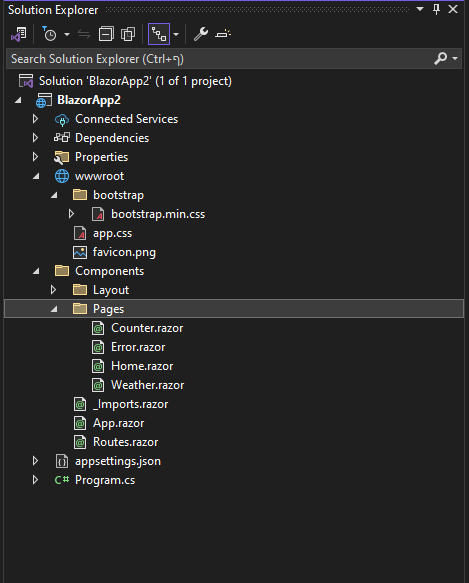 Solution Explorer
Search Solution Explorer (Ctrl+ף)
Solution 'BlazorApp2' (1 of 1 project)
BlazorApp2
Connected Services
Dependencies
Properties
wwwroot
bootstrap
bootstrap.min.css
app.css
favicon.png
Components
Layout
Pages
Counter.razor
Error.razor
Home.razor
Weather.razor
_Imports.razor
App.razor
Routes.razor
appsettings.json
C# Program.cs